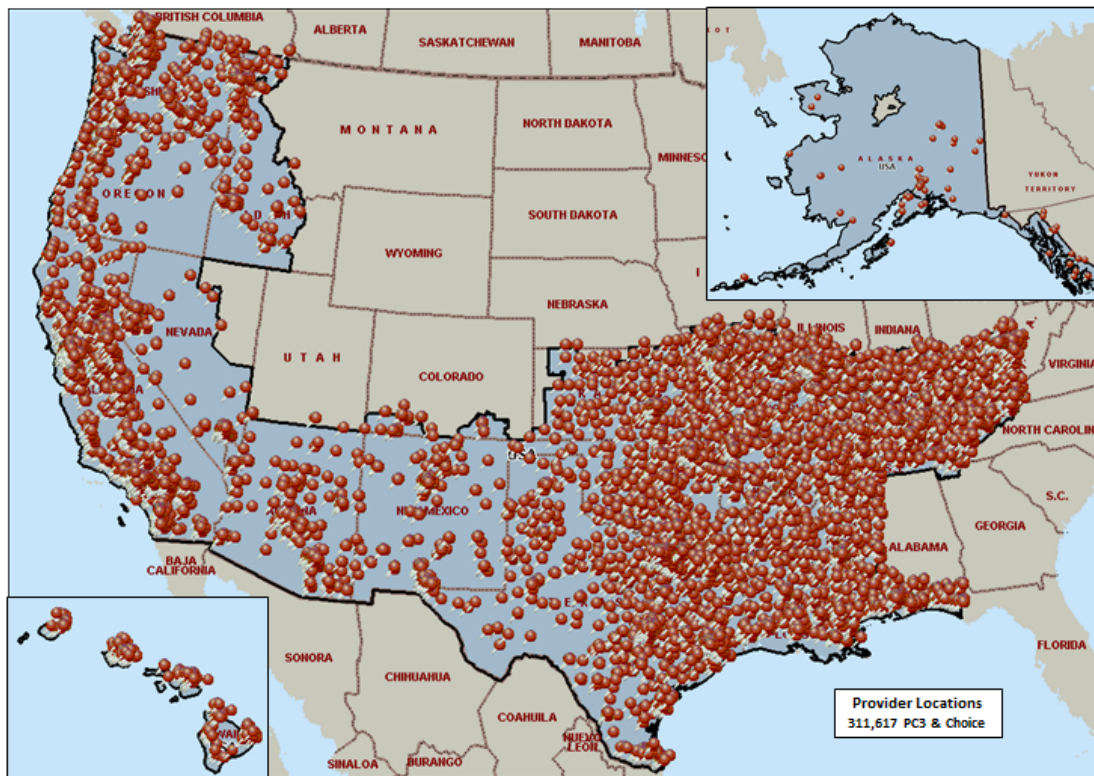 BRITISH COLUMBIA
ALBERTA
SASKATCHEWAN
MANITOBA
MONTANA
NORTH DAKOTA
MINNESO
OREGON
SOUTH DAKOTA
WYOMING
I
NEBRASKA
NEVADA
UTAH
COLORADO
ILLINOIS
INDIANA
VIRGINIA
NORTH CAROLIN
USA
NEW MEXICO
S.C.
GEORGIA
ALABAMA
BAJA
CALIFORNIA
SONORA
CHIHUAHUA
COAHUILA
NUEVO
LEON
SINALOA
DURANGO
FLORIDA
ALASKA
USA
YUKON
TERRITORY
Provider Locations
311,617 PC3 & Choice